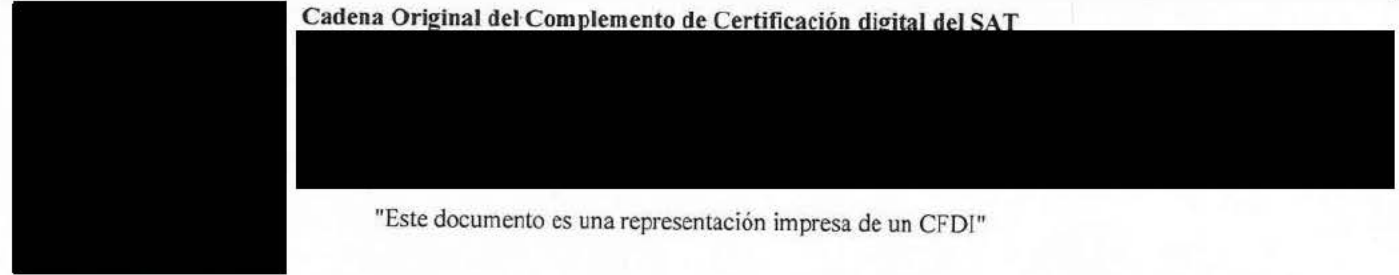 Cadena Original del Complemento de Certificación digital del SAT
"Este documento es una representación impresa de un CFDI"